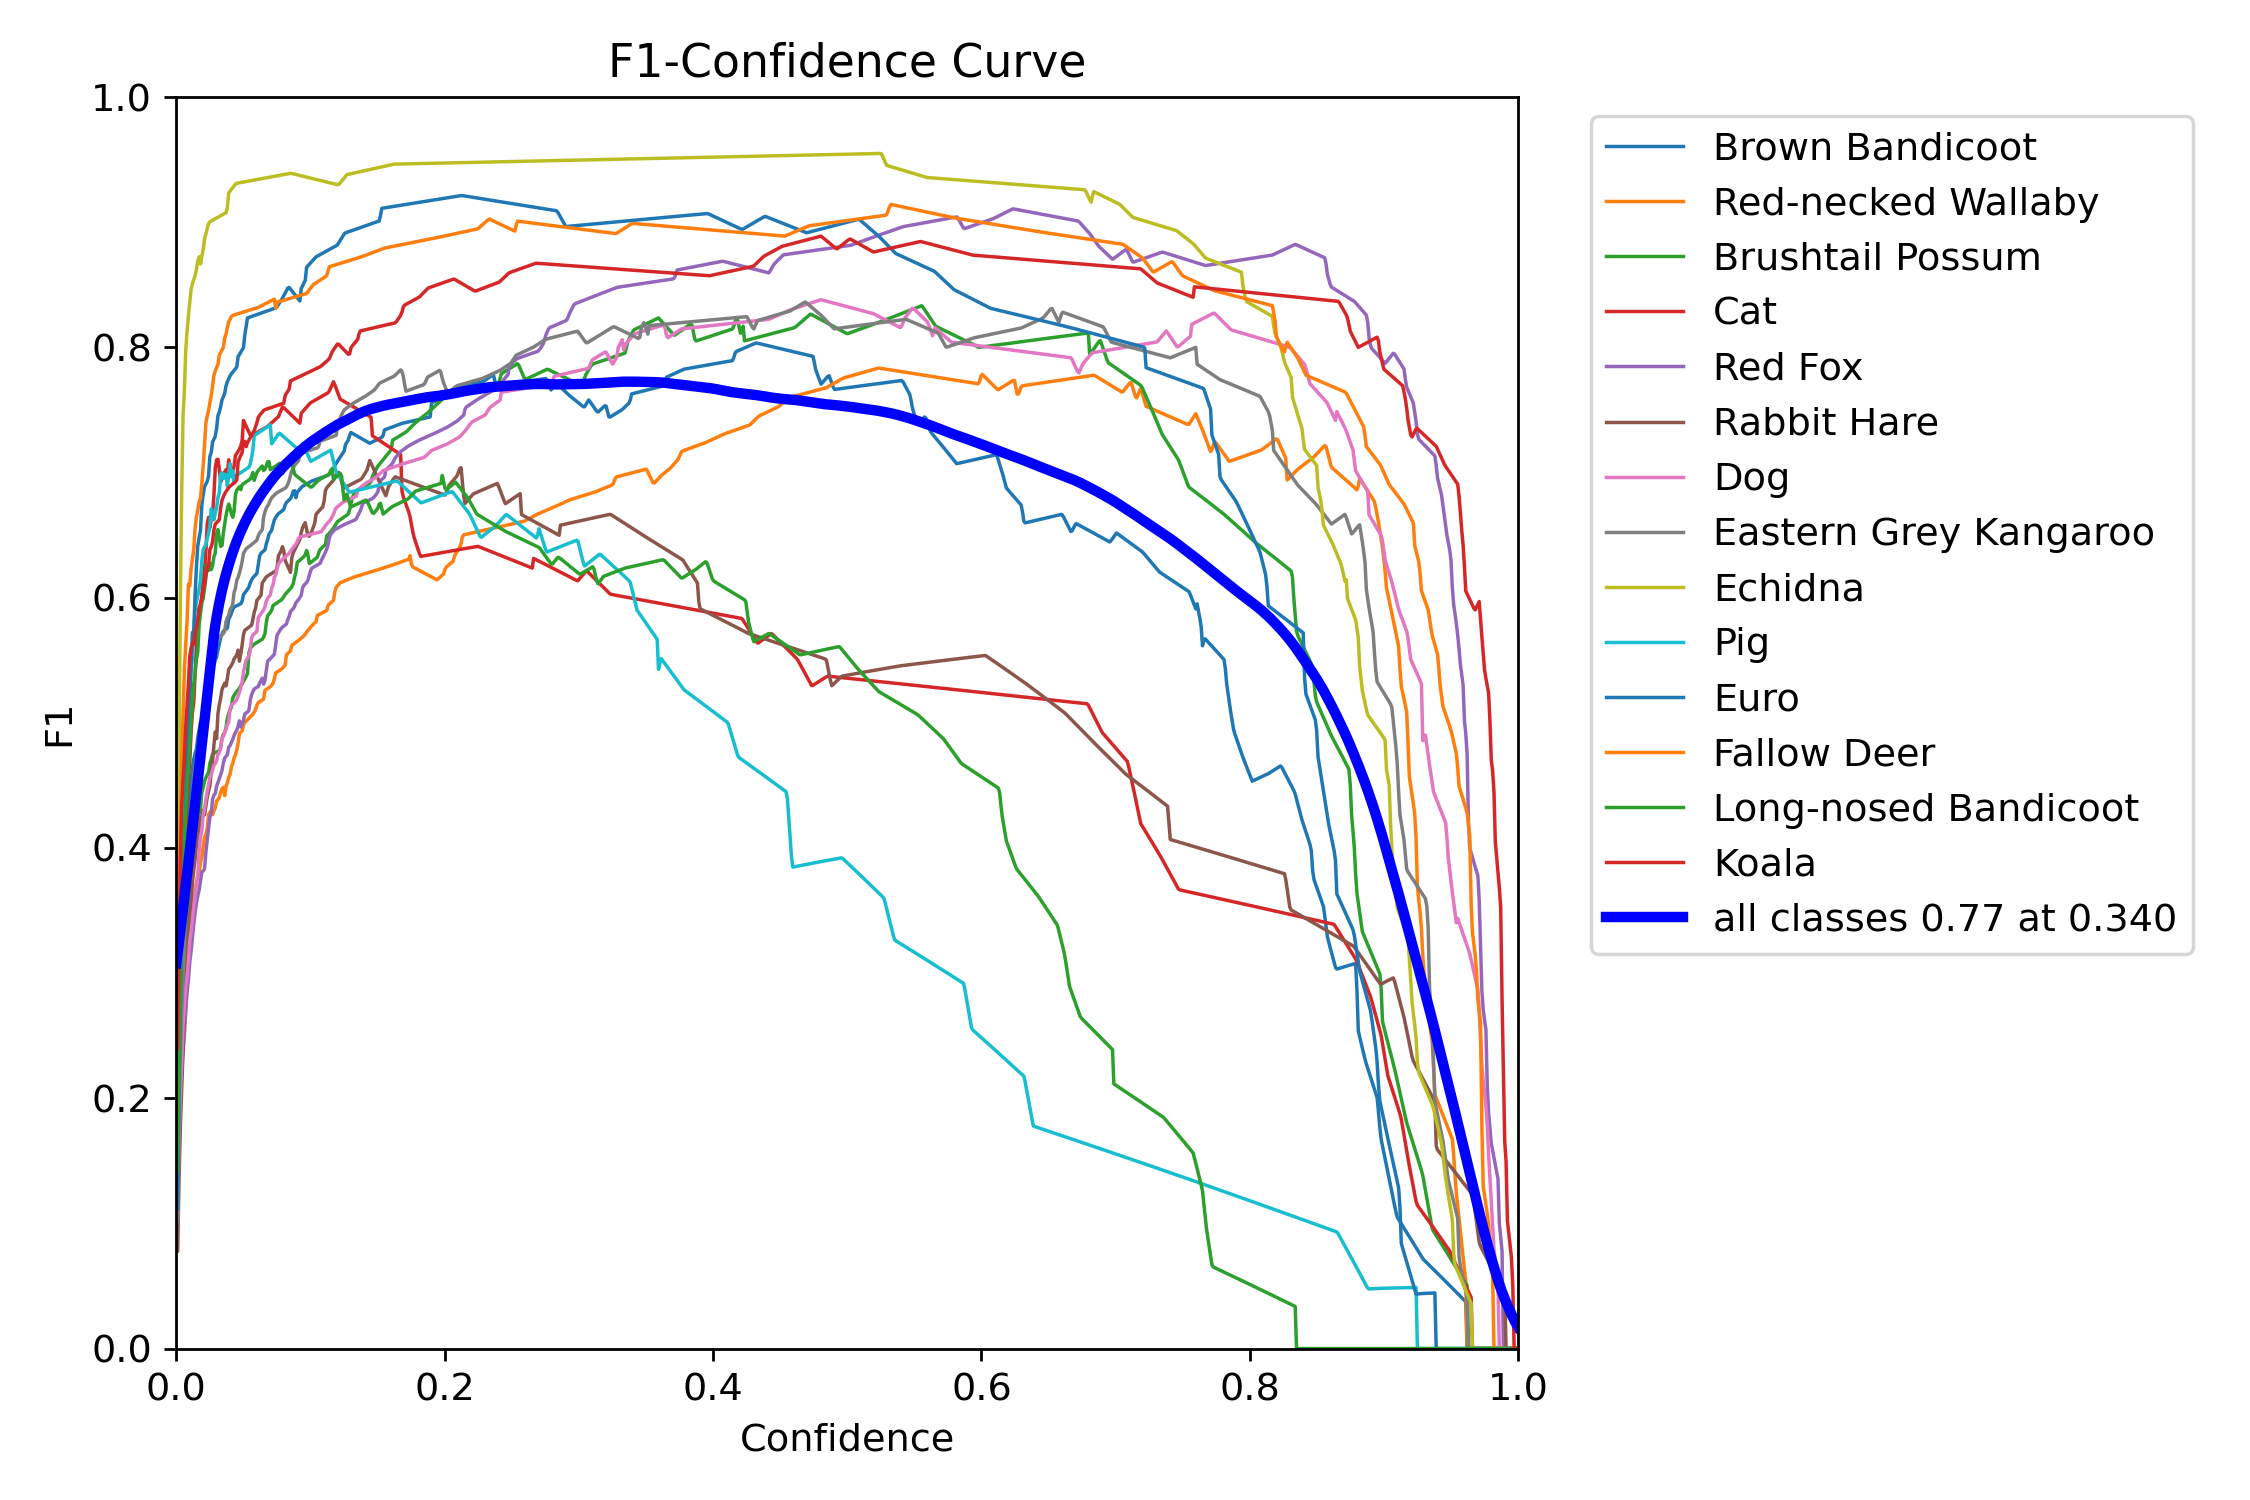 F1-Confidence Curve
1.0
0.8
0.6
0.4
0.2
0.0
F1
0.0 0.2 0.4 0.6 0.8 1.0
Confidence
Brown Bandicoot
Red-necked Wallaby
Brushtail Possum
Cat
Red Fox
Rabbit Hare
Dog
Eastern Grey Kangaroo
Echidna
Pig
Euro
Fallow Deer
Long-nosed Bandicoot
Koala
all classes 0.77 at 0.340